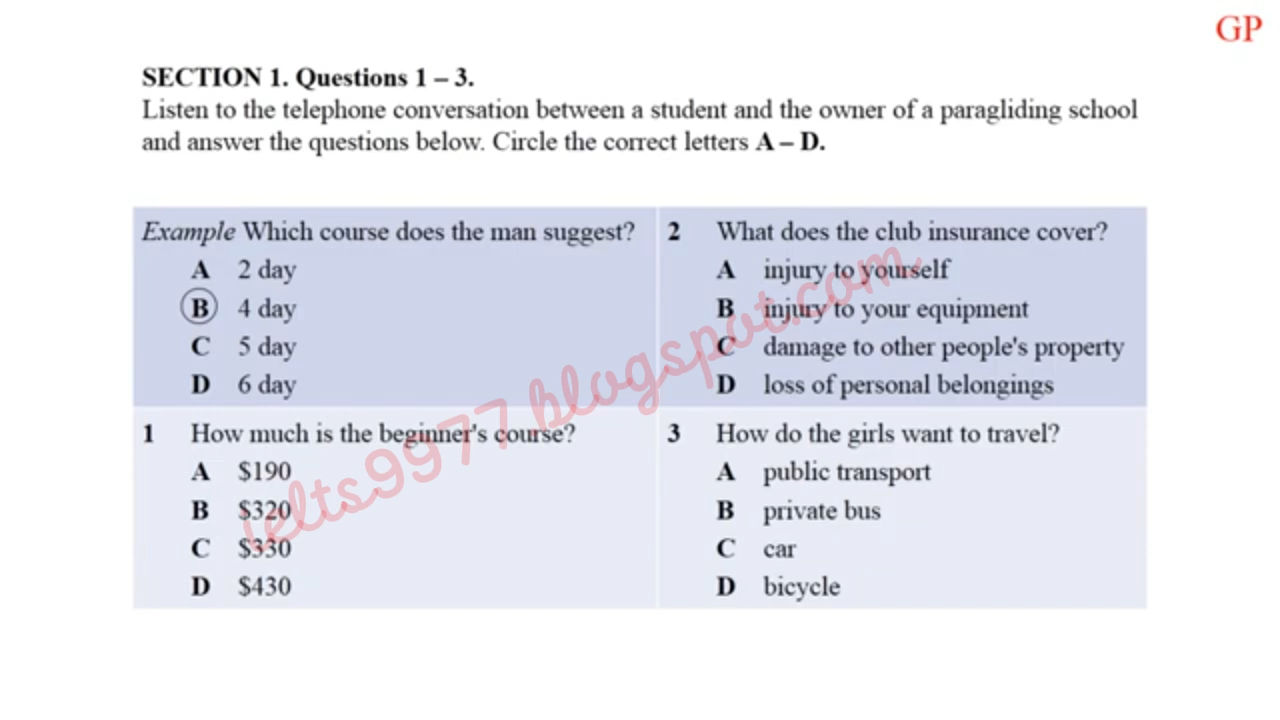 GP
SECTION 1. Questions 1 – 3.
Listen to the telephone conversation between a student and the owner of a paragliding school
and answer the questions below. Circle the correct letters A – D.
Example Which course does the man suggest?
A 2 day
B 4 day
C 5 day
D 6 day
2 What does the club insurance cover?
A injury to yourself
B injury to your equipment
C damage to other people's property
D loss of personal belongings
1 How much is the beginner's course?
A $190
B $320
C $330
D $430
3 How do the girls want to travel?
A public transport
B private bus
C car
D bicycle
ielts9977.blogspot.com